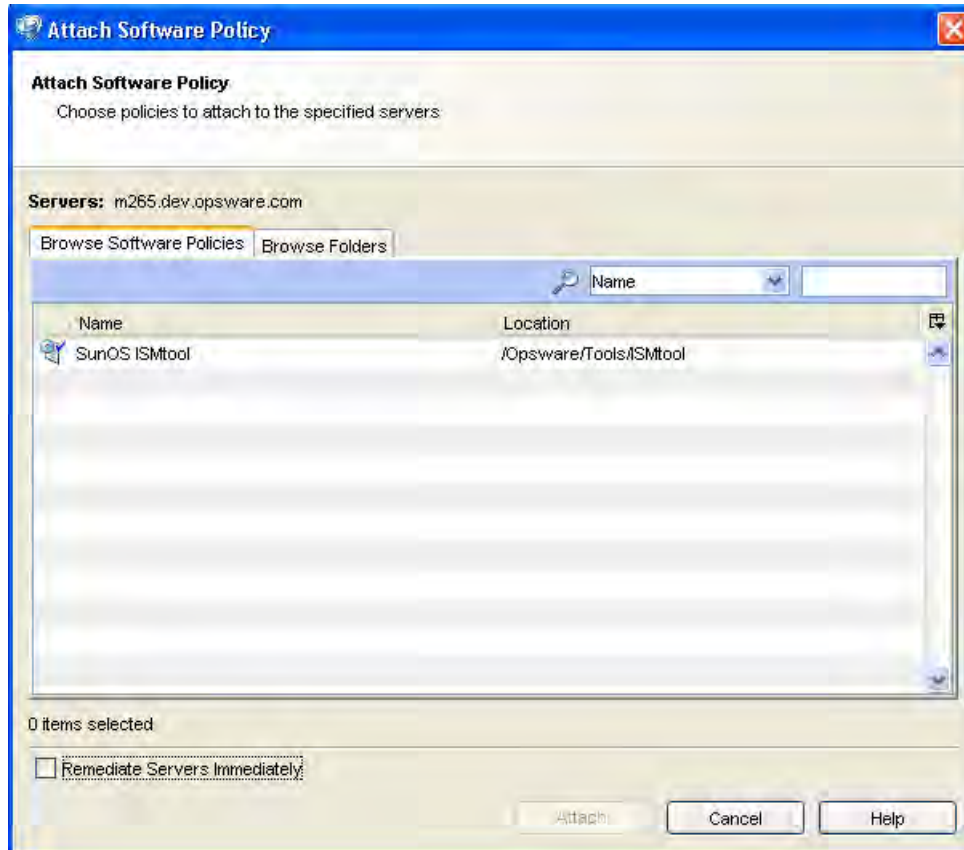 Attach Software Policy
Attach Software Policy
Choose policies to attach to the specified servers
Servers: m265.dev.opsware.com
Browse Software Policies Browse Folders
Name
Name Location
SunOS ISMtool /Opsware/Tools/ISMtool
0 items selected
Remediate Servers Immediately
Attach Cancel Help